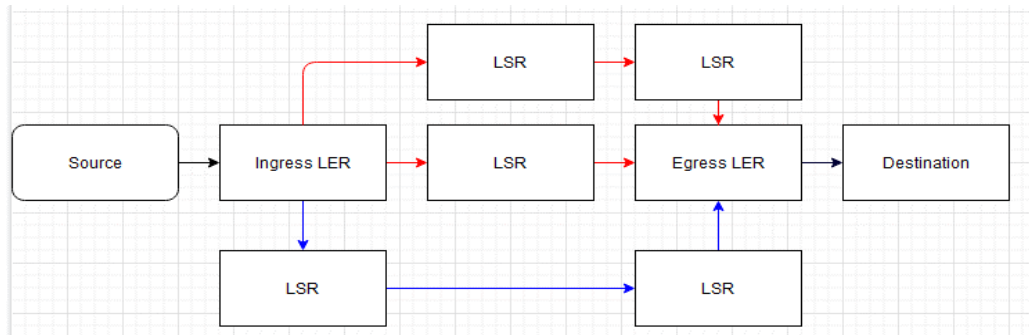 LSR
LSR
Source
Ingress LER
LSR
Egress LER
Destination
LSR
LSR